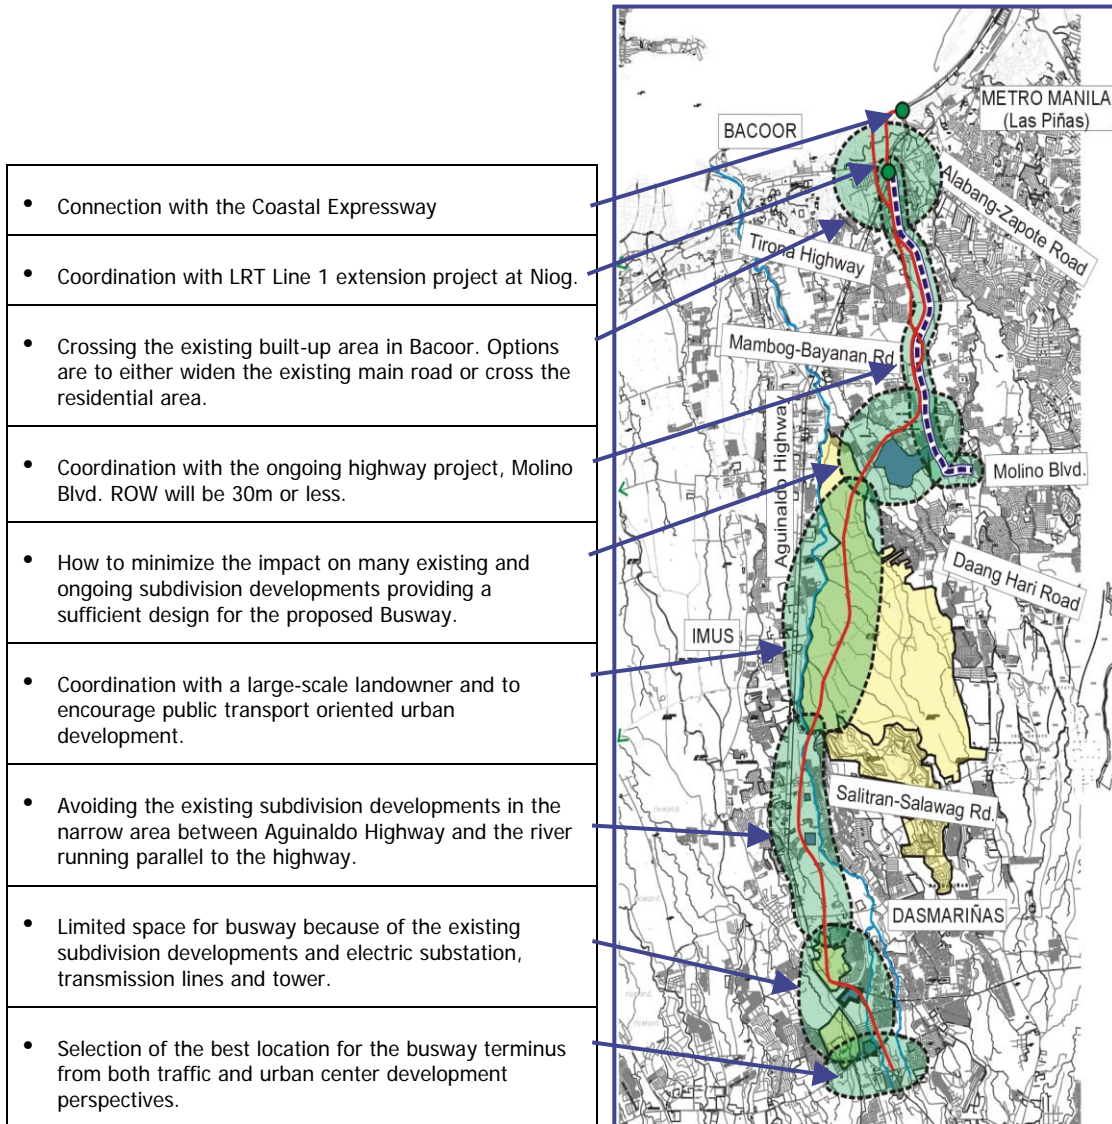 • Connection with the Coastal Expressway
• Coordination with LRT Line 1 extension project at Niog.
• Crossing the existing built-up area in Bacoor. Options
are to either widen the existing main road or cross the
residential area.
• Coordination with the ongoing highway project, Molino
Blvd. ROW will be 30m or less.
• How to minimize the impact on many existing and
ongoing subdivision developments providing a
sufficient design for the proposed Busway.
• Coordination with a large-scale landowner and to
encourage public transport oriented urban
development.
• Avoiding the existing subdivision developments in the
narrow area between Aguinaldo Highway and the river
running parallel to the highway.
• Limited space for busway because of the existing
subdivision developments and electric substation,
transmission lines and tower.
• Selection of the best location for the busway terminus
from both traffic and urban center development
perspectives.
METRO MANILA
(Las Piñas)
BACOOR
Alabang-Zapote Road
Tirona Highway
Mambog-Bayanan Rd
Aguinaldo Highway
Molino Blvd.
Daang Hari Road
IMUS
Salitran-Salawag Rd.
DASMARIÑAS
riceland
riceland
riceland